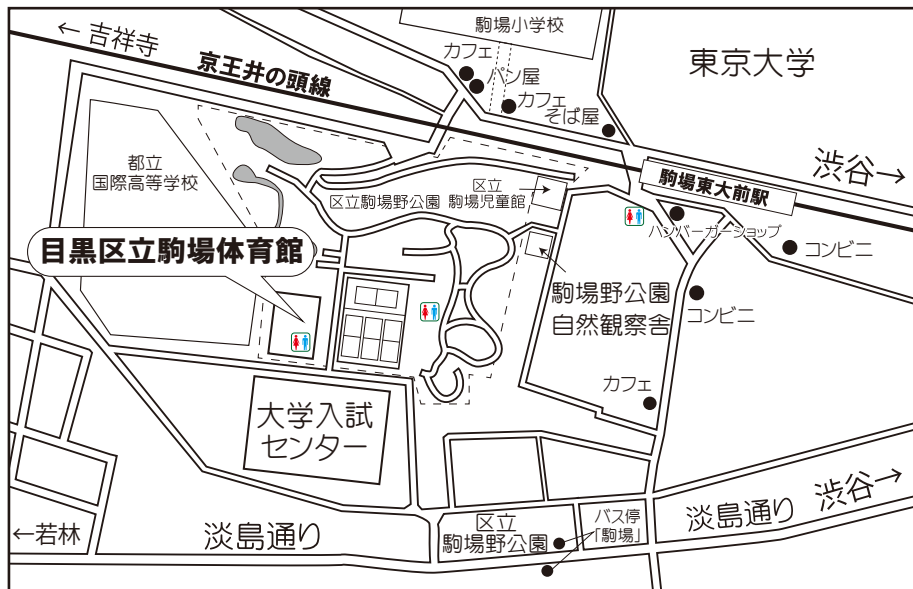 駒場小学校
← 吉祥寺
カフェ
京王井の頭線
パン屋
東京大学
カフェ
そば屋
渋谷→
都立
国際高等学校
区立
区立駒場野公園 駒場児童館
駒場東大前駅
ハンバーガーショップ
目黒区立駒場体育館
コンビニ
駒場野公園
自然観察舎
コンビニ
カフェ
大学入試
センター
渋谷→
淡島通り
←若林
淡島通り
区立
駒場野公園
バス停
「駒場」